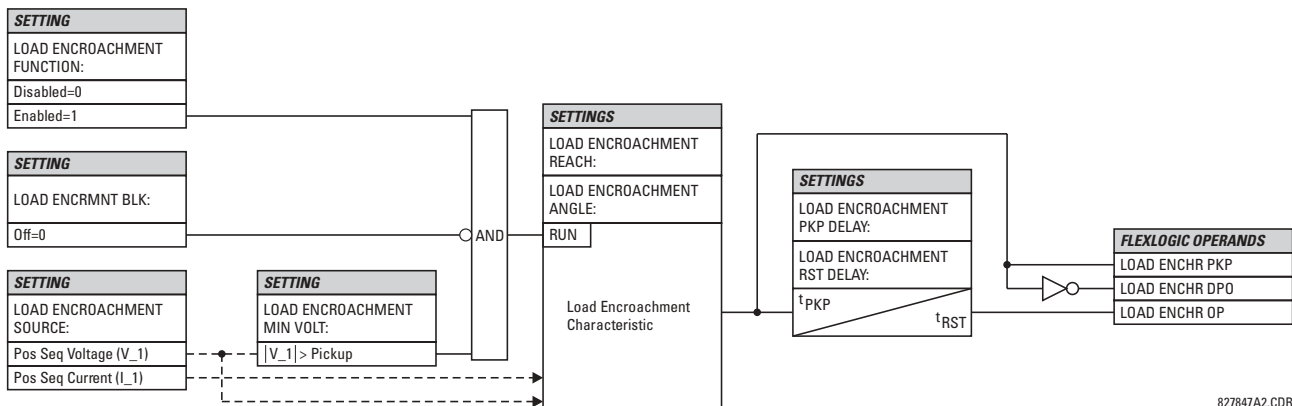 SETTING
LOAD ENCROACHMENT
FUNCTION:
Disabled=0
Enabled=1
SETTING
LOAD ENCRMNT BLK:
Off=0
SETTING
LOAD ENCROACHMENT
SOURCE:
Pos Seq Voltage (V_1)
Pos Seq Current (I_1)
SETTING
LOAD ENCROACHMENT
MIN VOLT:
|V_1| > Pickup
AND
SETTINGS
LOAD ENCROACHMENT
REACH:
LOAD ENCROACHMENT
ANGLE:
RUN
Load Encroachment
Characteristic
SETTINGS
LOAD ENCROACHMENT
PKP DELAY:
LOAD ENCROACHMENT
RST DELAY:
tPKP
tRST
FLEXLOGIC OPERANDS
LOAD ENCHR PKP
LOAD ENCHR DPO
LOAD ENCHR OP
827847A2.CDR